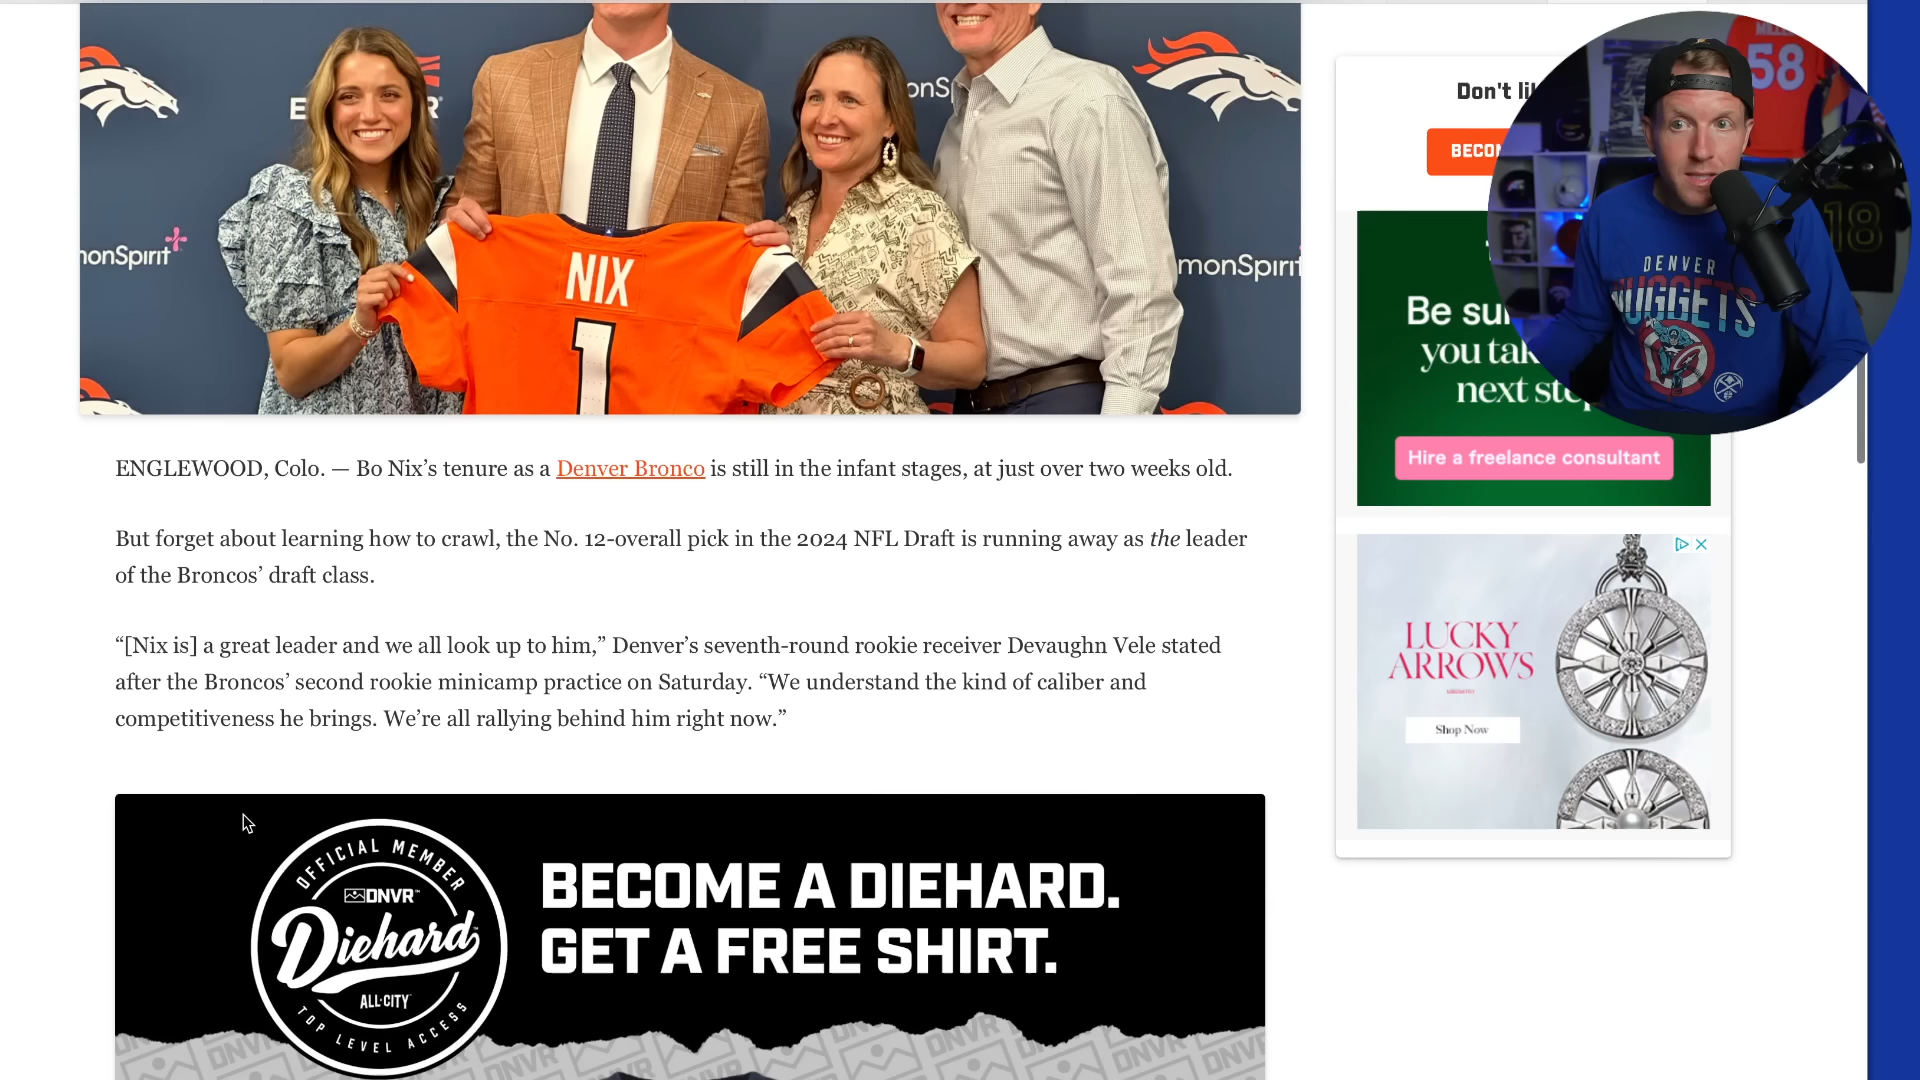 onS
monSpirit
monSpirit
NIX
1
ENGLEWOOD, Colo. — Bo Nix’s tenure as a Denver Bronco is still in the infant stages, at just over two weeks old.
But forget about learning how to crawl, the No. 12-overall pick in the 2024 NFL Draft is running away as the leader
of the Broncos’ draft class.
“[Nix is] a great leader and we all look up to him,” Denver’s seventh-round rookie receiver Devaughn Vele stated
after the Broncos’ second rookie minicamp practice on Saturday. “We understand the kind of caliber and
competitiveness he brings. We’re all rallying behind him right now.”
OFFICIAL MEMBER
DNVR™
Diehard
ALL·CITY
TOP LEVEL ACCESS
BECOME A DIEHARD.
GET A FREE SHIRT.
DNVR
DNVR
DNVR
Don't li
BECO
Be su
you tak
next ste
Hire a freelance consultant
LUCKY
ARROWS
Shop Now
58
18
DENVER
NUGGETS